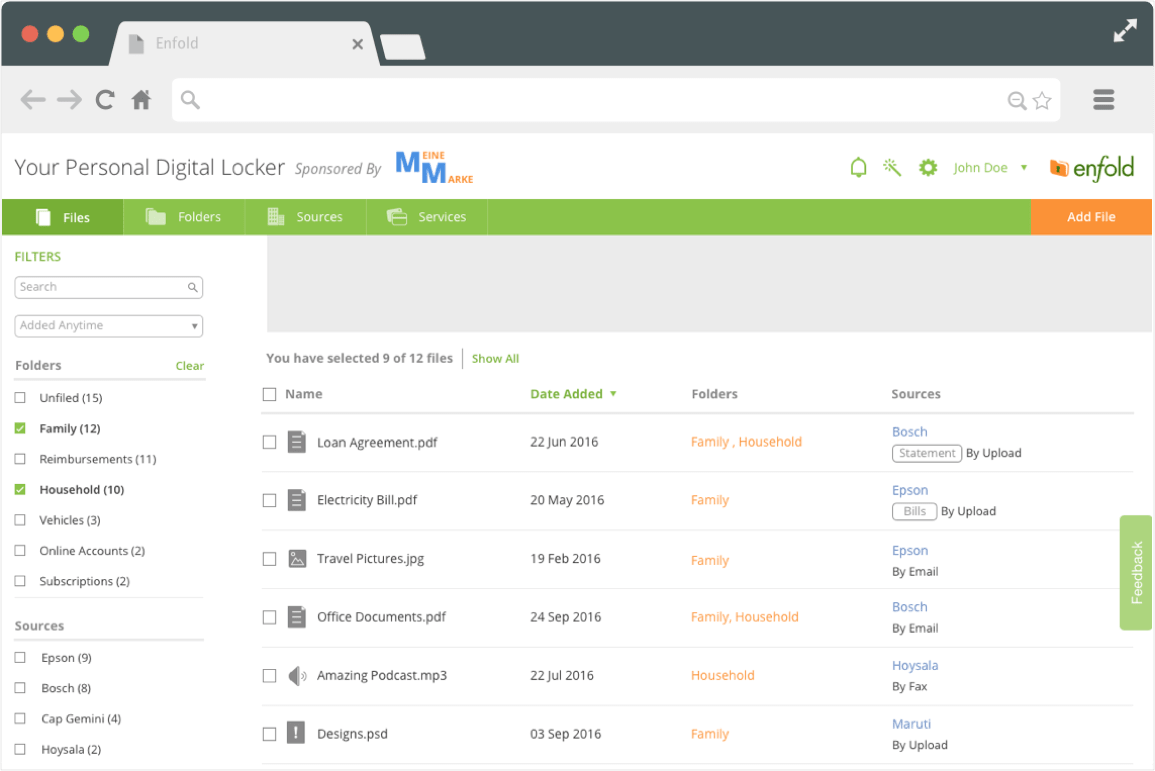 Enfold
Your Personal Digital Locker Sponsored By MEINE MARKE
John Doe
enfold
Files Folders Sources Services Add File
FILTERS
Search
Added Anytime
Folders Clear
Unfiled (15)
Family (12)
Reimbursements (11)
Household (10)
Vehicles (3)
Online Accounts (2)
Subscriptions (2)
Sources
Epson (9)
Bosch (8)
Cap Gemini (4)
Hoysala (2)
You have selected 9 of 12 files Show All
Name Date Added Folders Sources
Loan Agreement.pdf 22 Jun 2016 Family , Household Bosch
Statement By Upload
Electricity Bill.pdf 20 May 2016 Family Epson
Bills By Upload
Travel Pictures.jpg 19 Feb 2016 Family Epson
By Email
Office Documents.pdf 24 Sep 2016 Family, Household Bosch
By Email
Amazing Podcast.mp3 22 Jul 2016 Household Hoysala
By Fax
Designs.psd 03 Sep 2016 Family Maruti
By Upload
Feedback